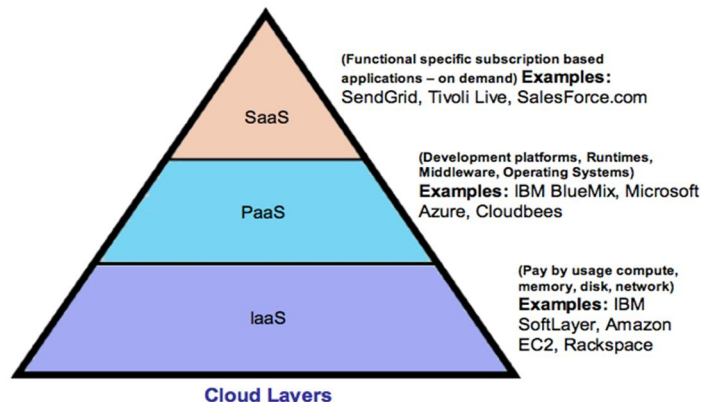 (Functional specific subscription based
applications – on demand) Examples:
SendGrid, Tivoli Live, SalesForce.com
SaaS
(Development platforms, Runtimes,
Middleware, Operating Systems)
Examples: IBM BlueMix, Microsoft
Azure, Cloudbees
PaaS
(Pay by usage compute,
memory, disk, network)
Examples: IBM
SoftLayer, Amazon
EC2, Rackspace
IaaS
Cloud Layers